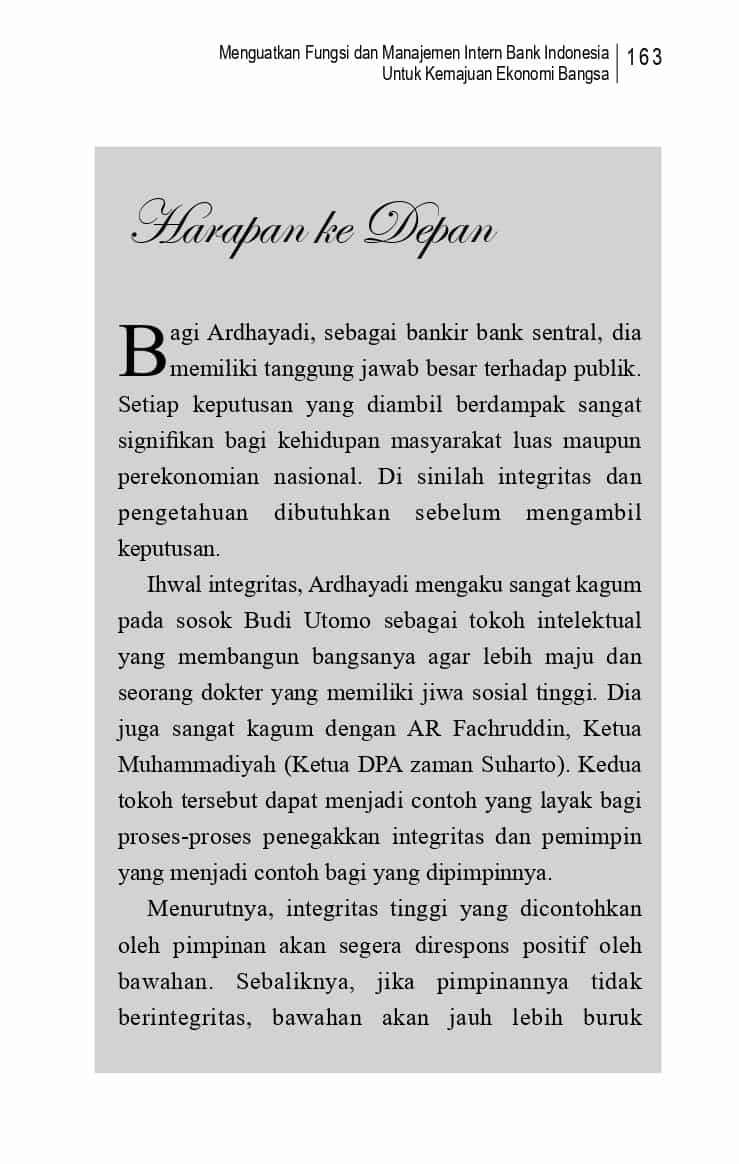 Menguatkan Fungsi dan Manajemen Intern Bank Indonesia
Untuk Kemajuan Ekonomi Bangsa
163
Harapan ke Depan
Bagi Ardhayadi, sebagai bankir bank sentral, dia
memiliki tanggung jawab besar terhadap publik.
Setiap keputusan yang diambil berdampak sangat
signifikan bagi kehidupan masyarakat luas maupun
perekonomian nasional. Di sinilah integritas dan
pengetahuan dibutuhkan sebelum mengambil
keputusan.
Ihwal integritas, Ardhayadi mengaku sangat kagum
pada sosok Budi Utomo sebagai tokoh intelektual
yang membangun bangsanya agar lebih maju dan
seorang dokter yang memiliki jiwa sosial tinggi. Dia
juga sangat kagum dengan AR Fachruddin, Ketua
Muhammadiyah (Ketua DPA zaman Suharto). Kedua
tokoh tersebut dapat menjadi contoh yang layak bagi
proses-proses penegakkan integritas dan pemimpin
yang menjadi contoh bagi yang dipimpinnya.
Menurutnya, integritas tinggi yang dicontohkan
oleh pimpinan akan segera direspons positif oleh
bawahan. Sebaliknya, jika pimpinannya tidak
berintegritas, bawahan akan jauh lebih buruk